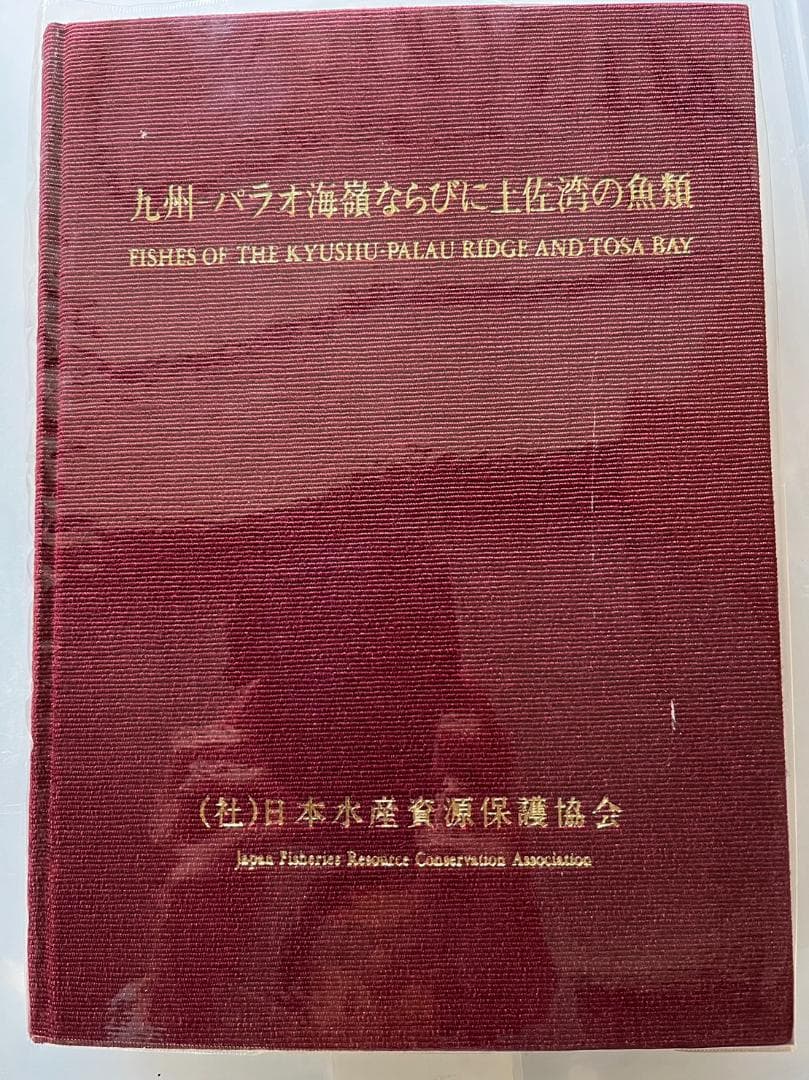 九州-パラオ海嶺ならびに土佐湾の魚類
FISHES OF THE KYUSHU-PALAU RIDGE AND TOSA BAY
(社)日本水産資源保護協会
Japan Fisheries Resource Conservation Association